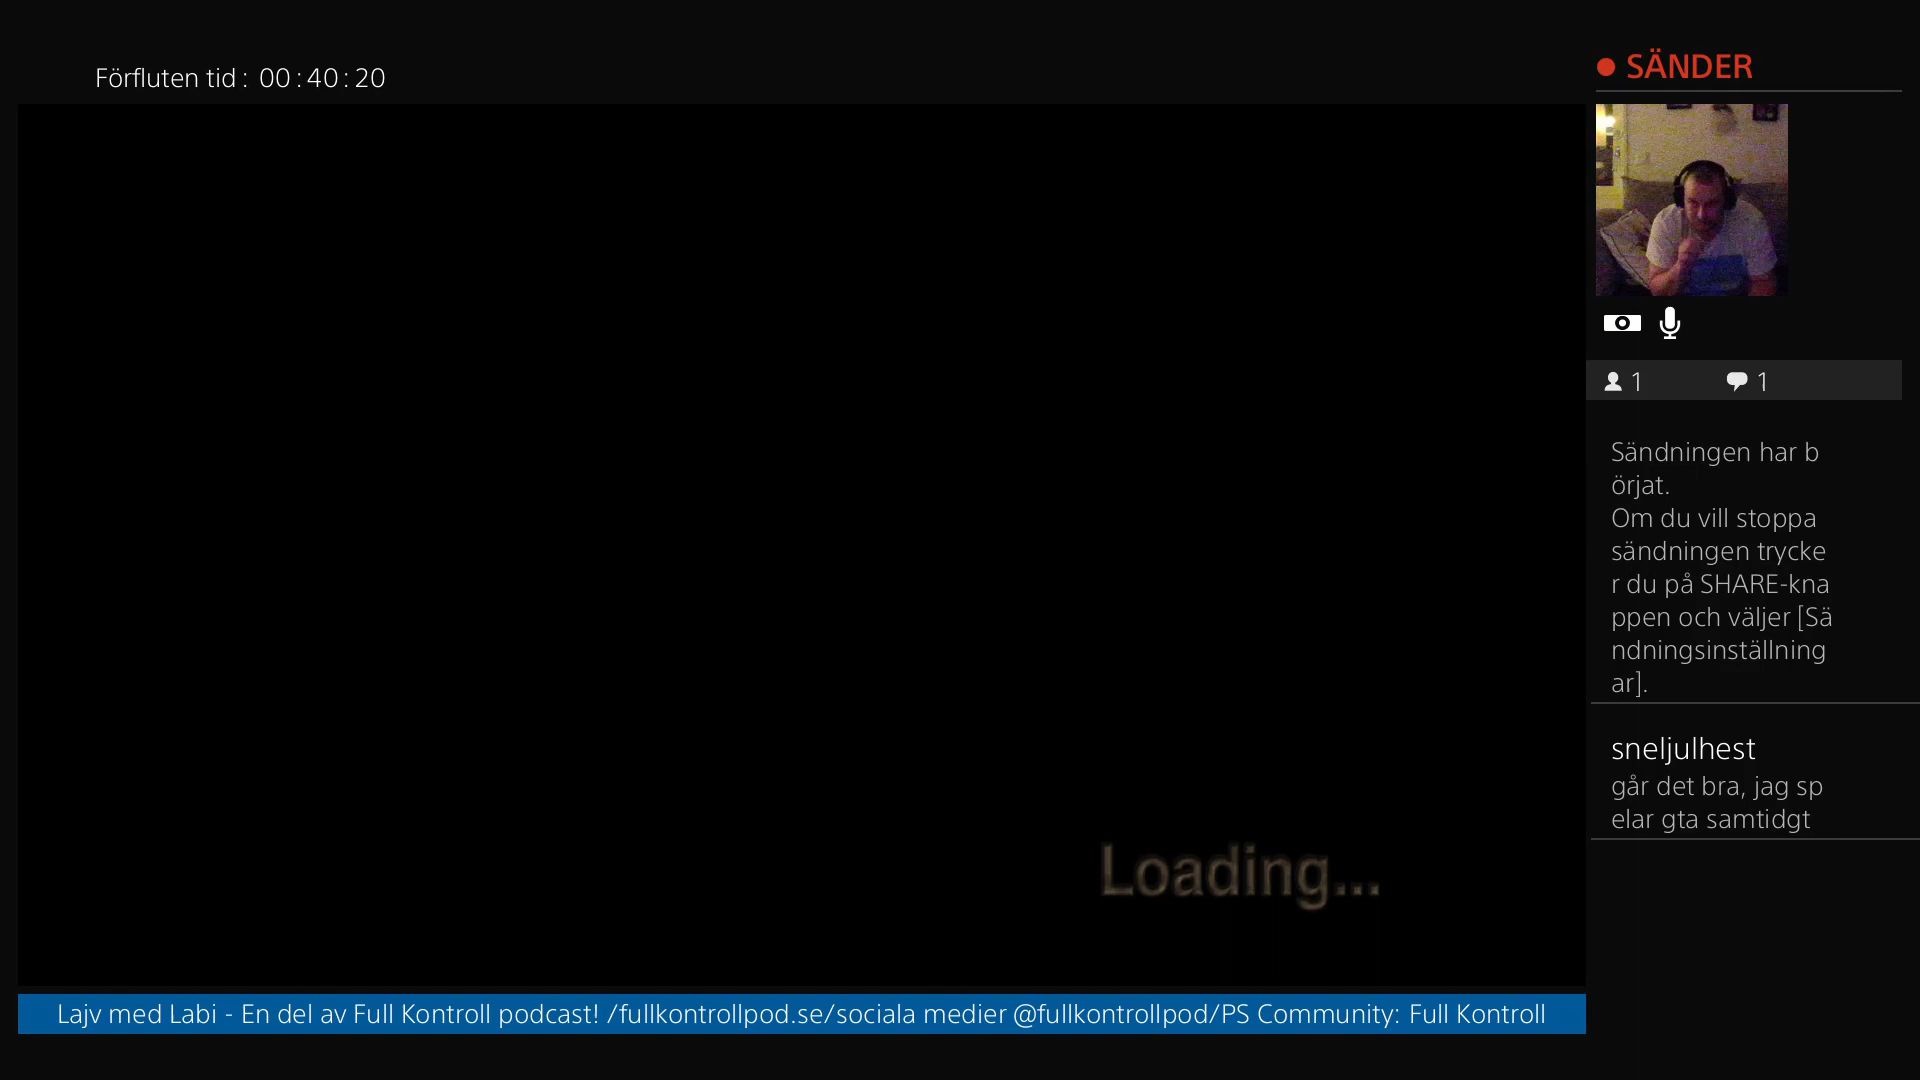 Förfluten tid : 00 : 40 : 20
SÄNDER
1 1
Sändningen har b
örjat.
Om du vill stoppa
sändningen trycke
r du på SHARE-kna
ppen och väljer [Sä
ndningsinställning
ar].
sneljulhest
går det bra, jag sp
elar gta samtidgt
Loading...
Lajv med Labi - En del av Full Kontroll podcast! /fullkontrollpod.se/sociala medier @fullkontrollpod/PS Community: Full Kontroll